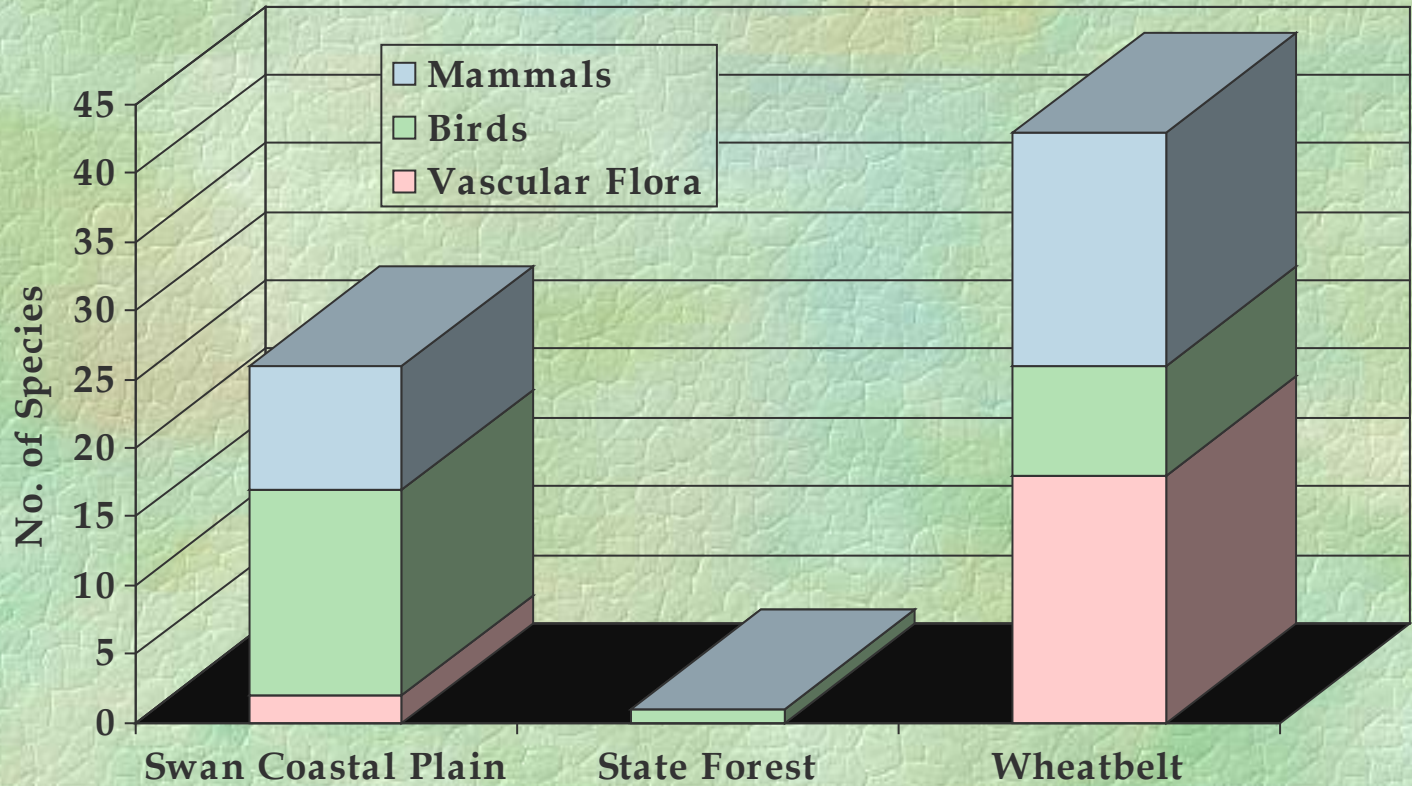 Mammals
Birds
Vascular Flora
No. of Species
45
40
35
30
25
20
15
10
5
0
Swan Coastal Plain
State Forest
Wheatbelt